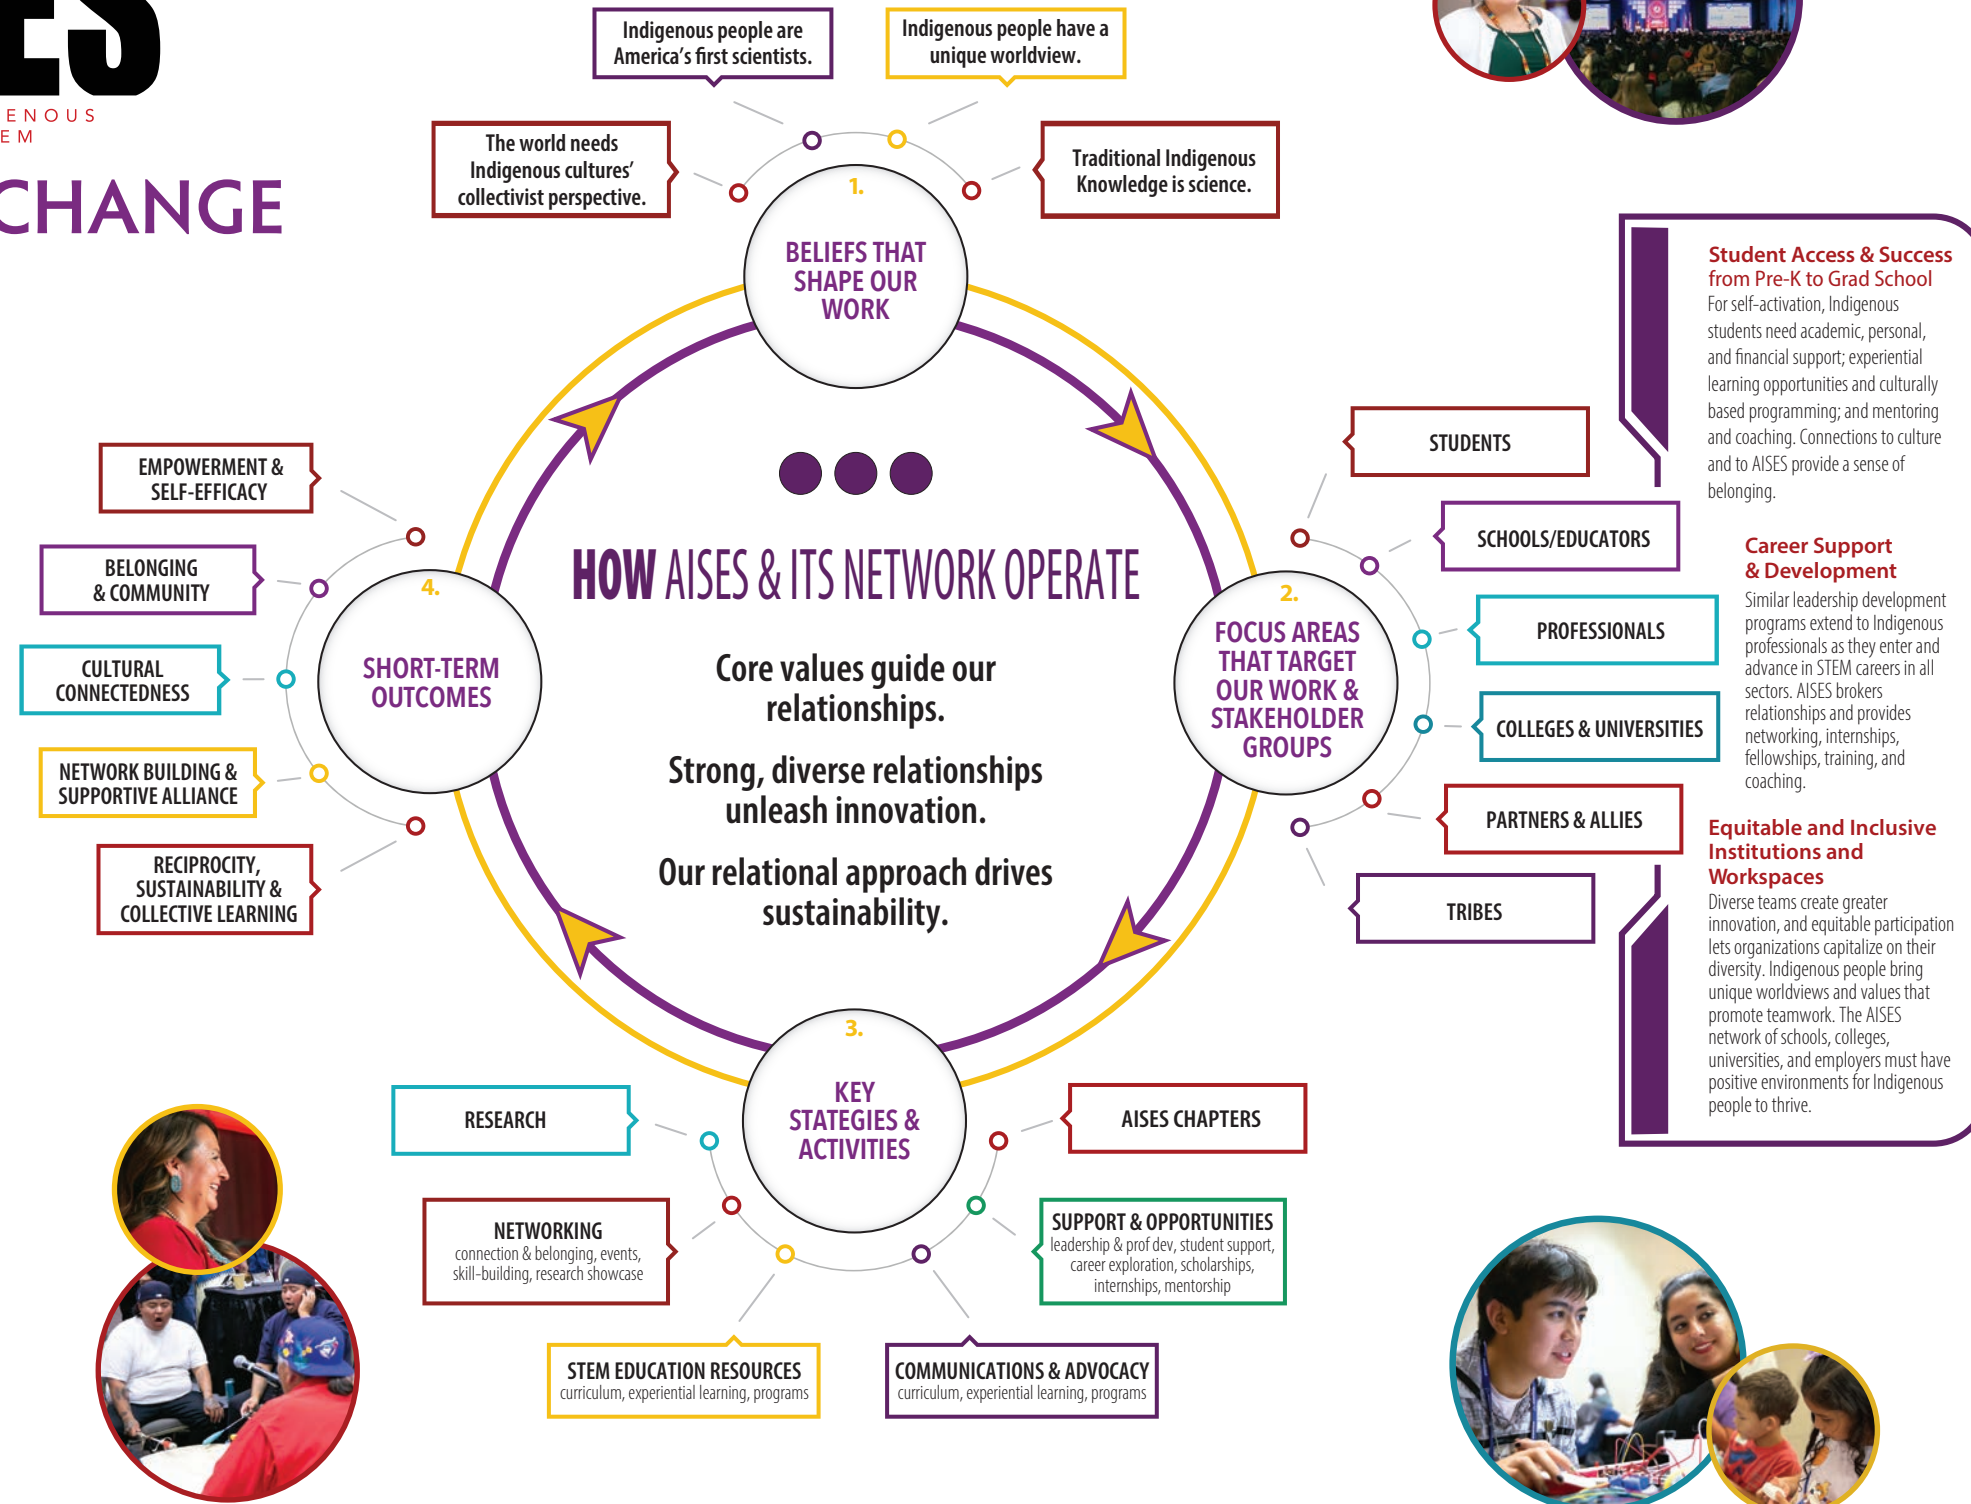 ES
ENOUS
EM
CHANGE
Indigenous people are
America's first scientists.
Indigenous people have a
unique worldview.
The world needs
Indigenous cultures'
collectivist perspective.
Traditional Indigenous
Knowledge is science.
1.
BELIEFS THAT
SHAPE OUR
WORK
HOW AISES & ITS NETWORK OPERATE
Core values guide our
relationships.
Strong, diverse relationships
unleash innovation.
Our relational approach drives
sustainability.
2.
FOCUS AREAS
THAT TARGET
OUR WORK &
STAKEHOLDER
GROUPS
STUDENTS
SCHOOLS/EDUCATORS
PROFESSIONALS
COLLEGES & UNIVERSITIES
PARTNERS & ALLIES
TRIBES
Student Access & Success
from Pre-K to Grad School
For self-activation, Indigenous
students need academic, personal,
and financial support; experiential
learning opportunities and culturally
based programming; and mentoring
and coaching. Connections to culture
and to AISES provide a sense of
belonging.
Career Support
& Development
Similar leadership development
programs extend to Indigenous
professionals as they enter and
advance in STEM careers in all
sectors. AISES brokers
relationships and provides
networking, internships,
fellowships, training, and
coaching.
Equitable and Inclusive
Institutions and
Workspaces
Diverse teams create greater
innovation, and equitable participation
lets organizations capitalize on their
diversity. Indigenous people bring
unique worldviews and values that
promote teamwork. The AISES
network of schools, colleges,
universities, and employers must have
positive environments for Indigenous
people to thrive.
3.
KEY
STATEGIES &
ACTIVITIES
AISES CHAPTERS
SUPPORT & OPPORTUNITIES
leadership & prof dev, student support,
career exploration, scholarships,
internships, mentorship
COMMUNICATIONS & ADVOCACY
curriculum, experiential learning, programs
STEM EDUCATION RESOURCES
curriculum, experiential learning, programs
NETWORKING
connection & belonging, events,
skill-building, research showcase
RESEARCH
4.
SHORT-TERM
OUTCOMES
EMPOWERMENT &
SELF-EFFICACY
BELONGING
& COMMUNITY
CULTURAL
CONNECTEDNESS
NETWORK BUILDING &
SUPPORTIVE ALLIANCE
RECIPROCITY,
SUSTAINABILITY &
COLLECTIVE LEARNING